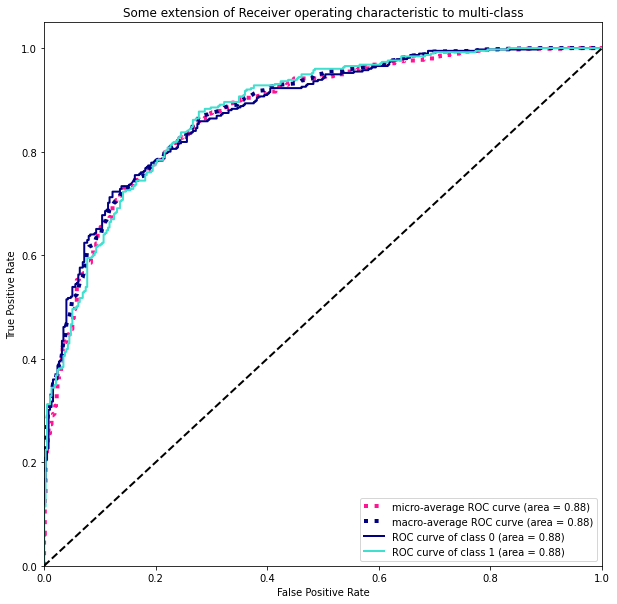 Some extension of Receiver operating characteristic to multi-class
True Positive Rate
1.0
0.8
0.6
0.4
0.2
0.0
0.0 0.2 0.4 0.6 0.8 1.0
False Positive Rate
micro-average ROC curve (area = 0.88)
macro-average ROC curve (area = 0.88)
ROC curve of class 0 (area = 0.88)
ROC curve of class 1 (area = 0.88)